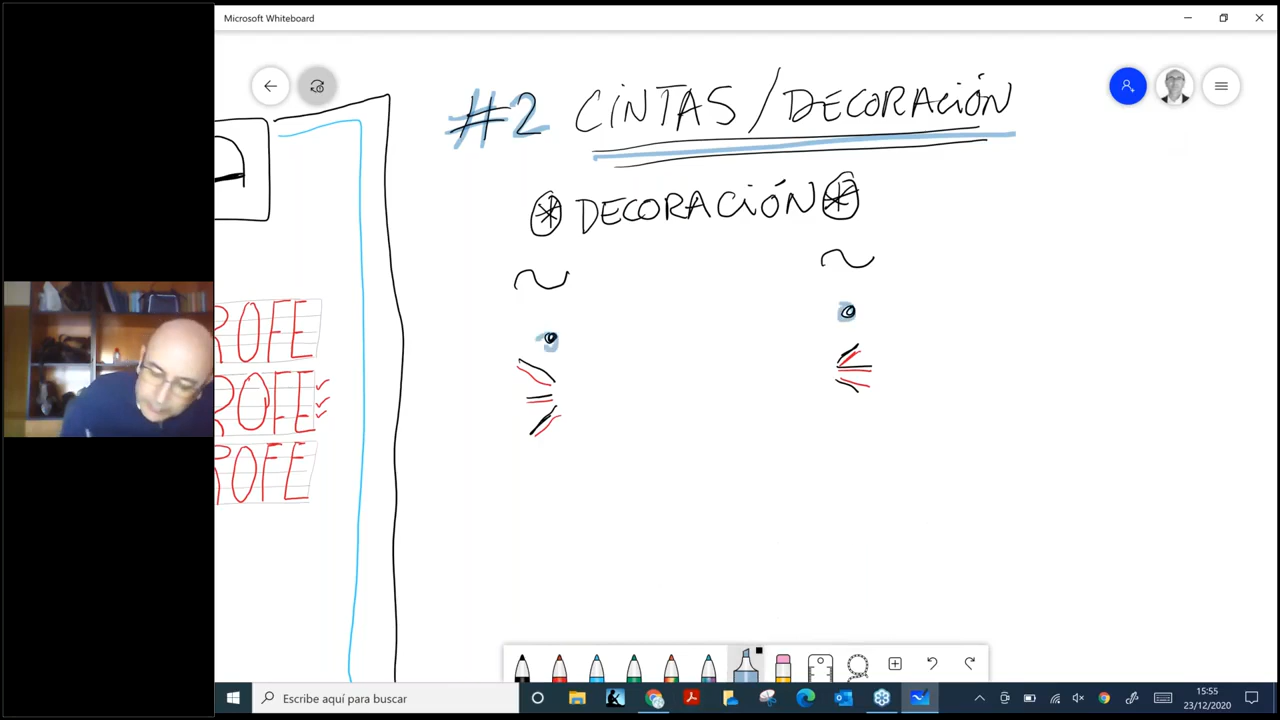 Microsoft Whiteboard
#2 CINTAS/DECORACIÓN
DECORACIÓN
ROFE
ROFE
ROFE
Escribe aquí para buscar
15:55
23/12/2020